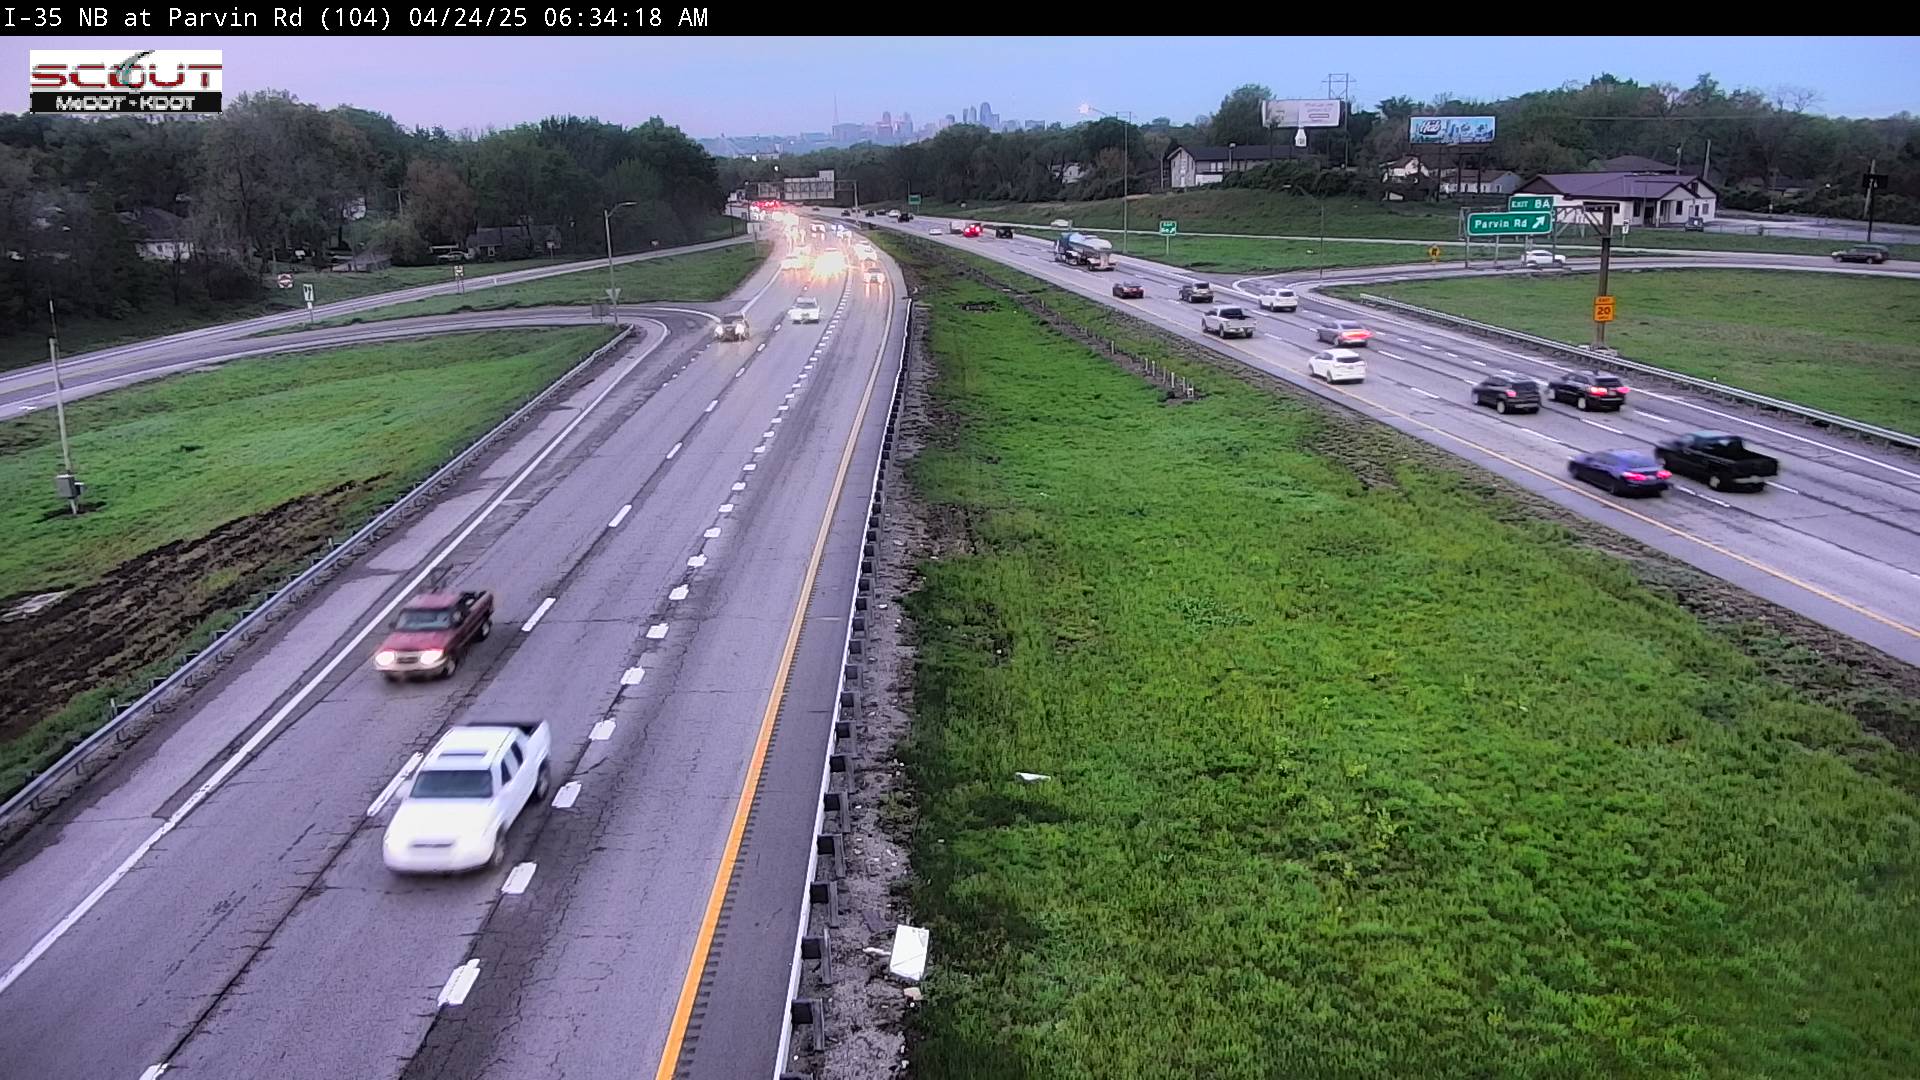 I-35 NB at Parvin Rd (104) 04/24/25 06:34:18 AM
SCOUT
MoDOT - KDOT
EXIT 8A
Parvin Rd
EXIT
20